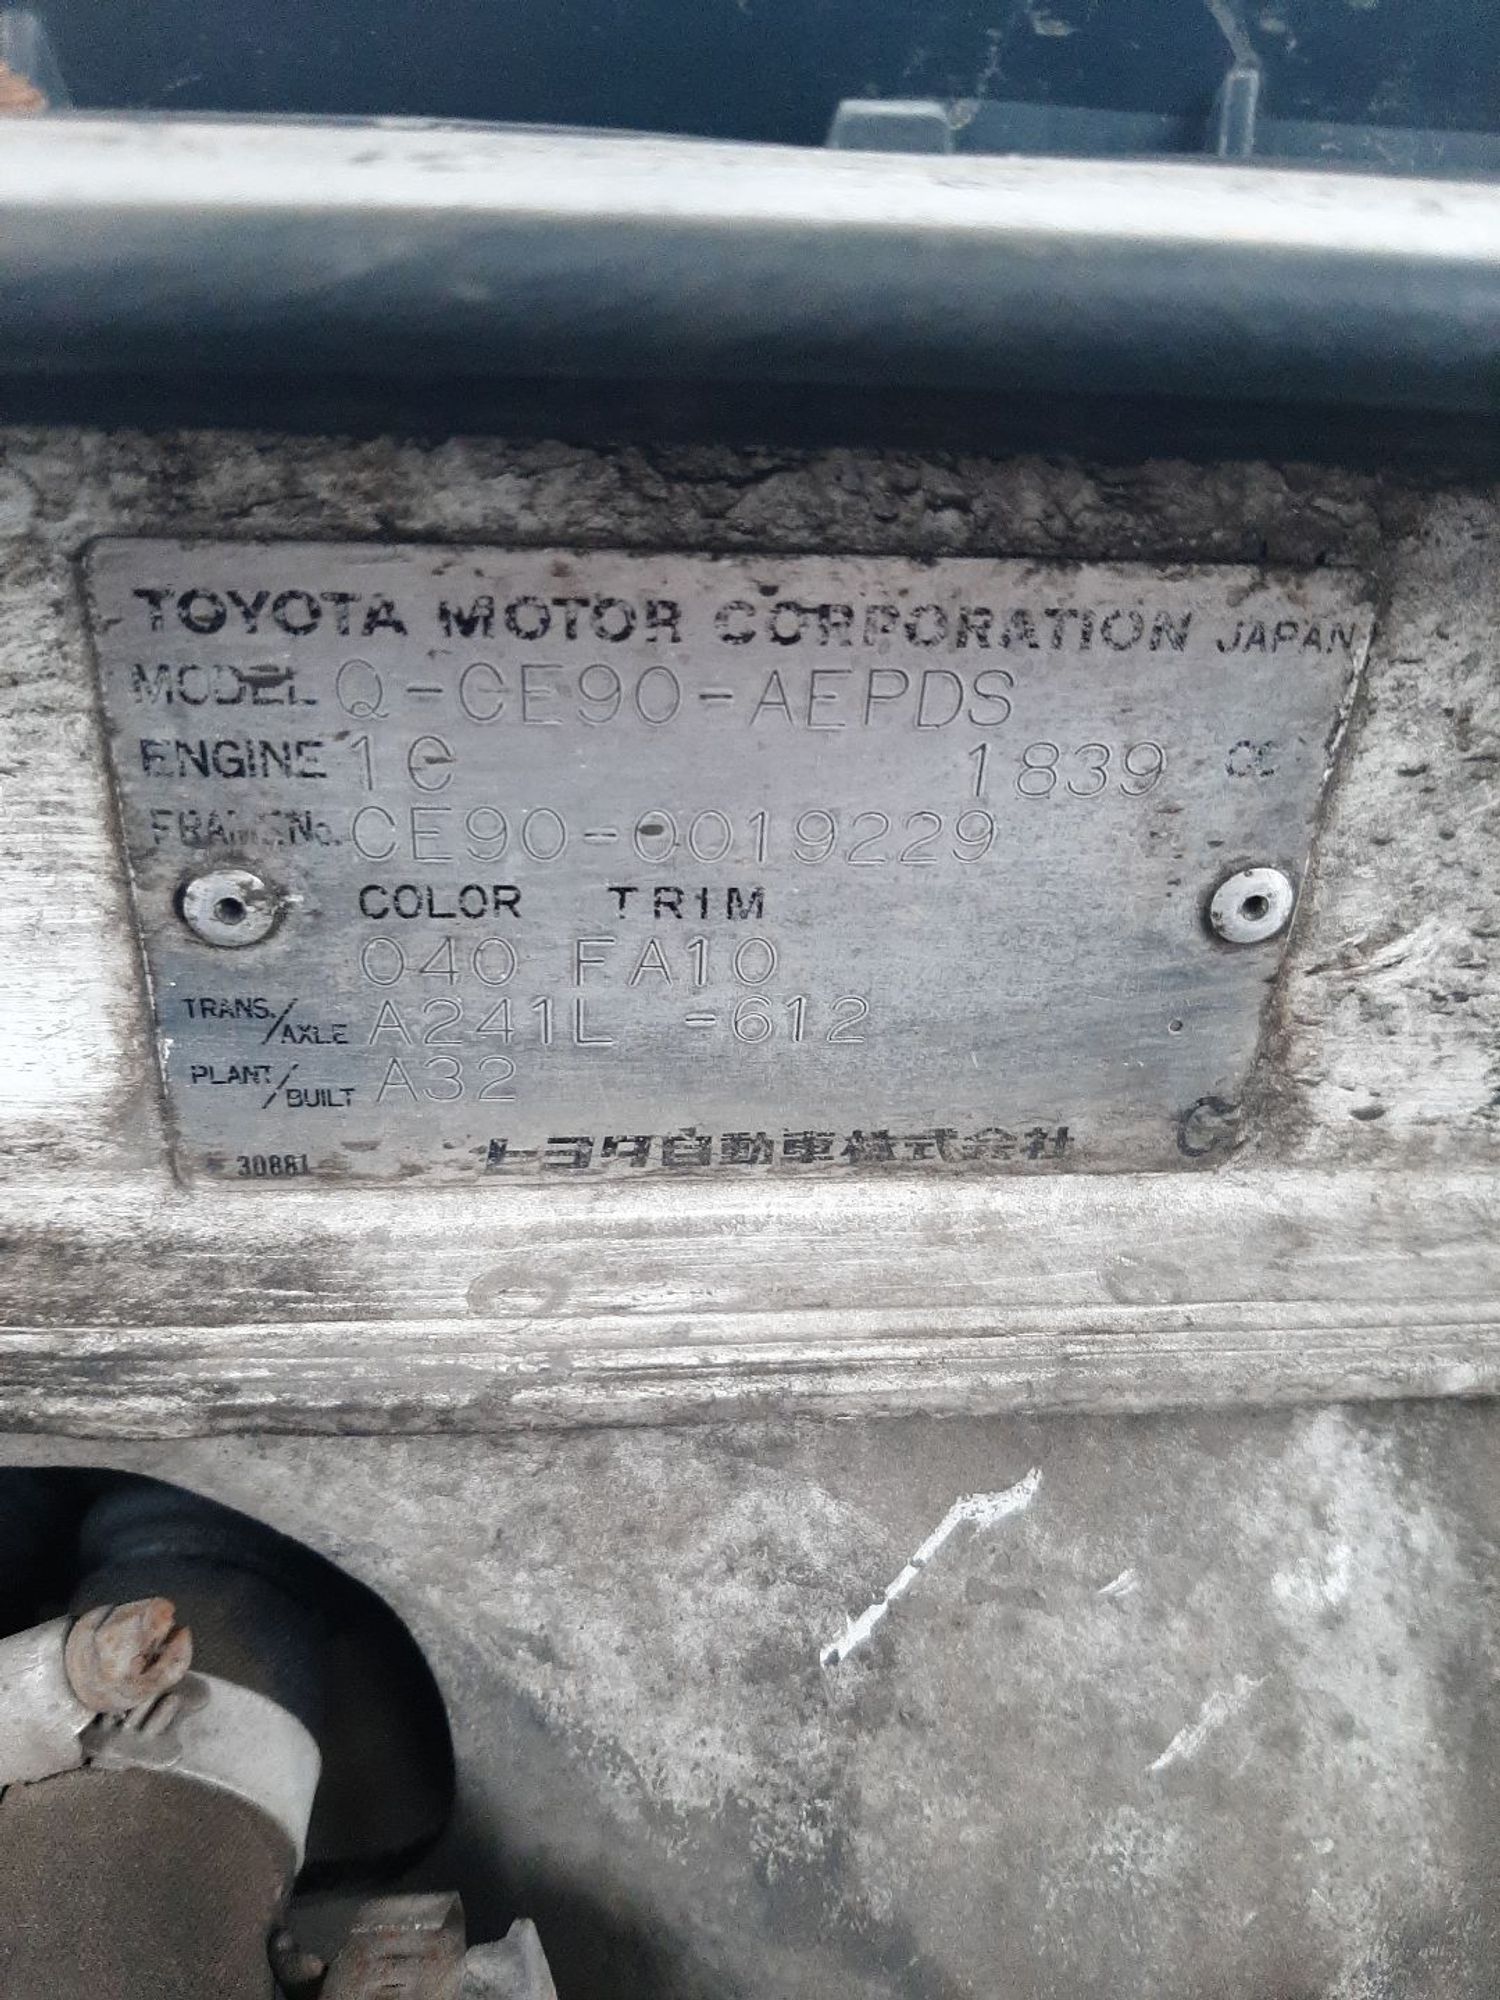 TOYOTA MOTOR CORPORATION JAPAN
MODEL Q-CE90-AEPDS
ENGINE 1C 1839 CC
FRAME No. CE90-0019229
COLOR TRIM
040 FA10
TRANS./AXLE A241L -612
PLANT/BUILT A32
30881 トヨタ自動車株式会社 C